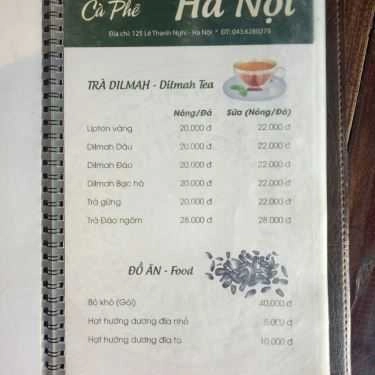 Cà Phê Hà Nội
Địa chỉ: 125 Lê Thanh Nghị - Hà Nội * ĐT: 043.6280273
TRÀ DILMAH - Dilmah Tea
Nóng/Đá Sữa (Nóng/Đá)
Lipton vàng 20.000 đ 22.000 đ
Dilmah Dâu 20.000 đ 22.000 đ
Dilmah Đào 20.000 đ 22.000 đ
Dilmah Bạc hà 20.000 đ 22.000 đ
Trà gừng 20.000 đ 22.000 đ
Trà Đào ngâm 28.000 đ 28.000 đ
ĐỒ ĂN - Food
Bò khô (Gói) 40.000 đ
Hạt hướng dương đĩa nhỏ 5.000 đ
Hạt hướng dương đĩa to 10.000 đ